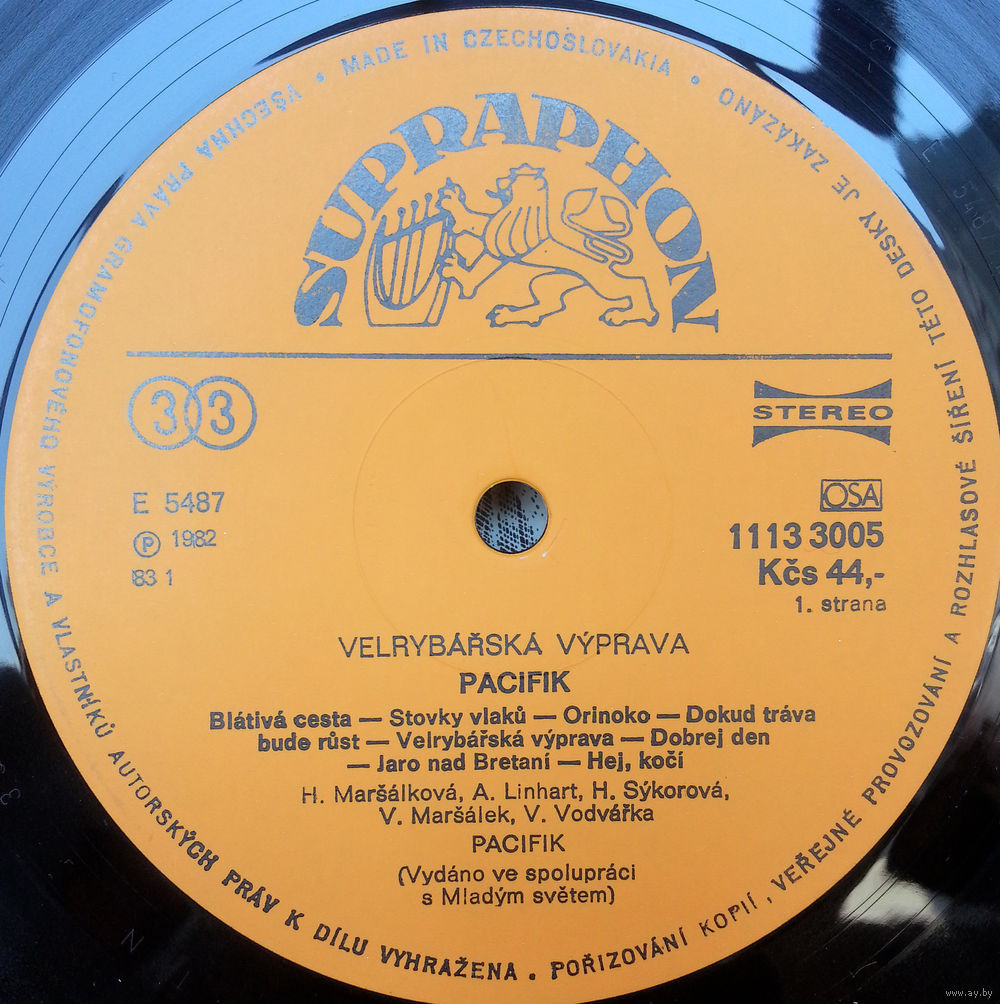 MADE IN CZECHOSLOVAKIA • VŠECHNA PRÁVA GRAMOFONOVÉHO VÝROBCE A VLASTNÍKŮ AUTORSKÝCH PRÁV K DÍLU VYHRAŽENA • POŘIZOVÁNÍ KOPIÍ, VEŘEJNÉ PROVOZOVÁNÍ A ROZHLASOVÉ ŠÍŘENÍ TÉTO DESKY JE ZAKÁZÁNO •
SUPRAPHON
33
STEREO
E 5487
Ⓟ 1982
83 1
OSA
1113 3005
Kčs 44,-
1. strana
VELRYBÁŘSKÁ VÝPRAVA
PACIFIK
Blátivá cesta — Stovky vlaků — Orinoko — Dokud tráva
bude růst — Velrybářská výprava — Dobrej den
— Jaro nad Bretaní — Hej, kočí
H. Maršálková, A. Linhart, H. Sýkorová,
V. Maršálek, V. Vodvářka
PACIFIK
(Vydáno ve spolupráci
s Mladým světem)
www.ay.by